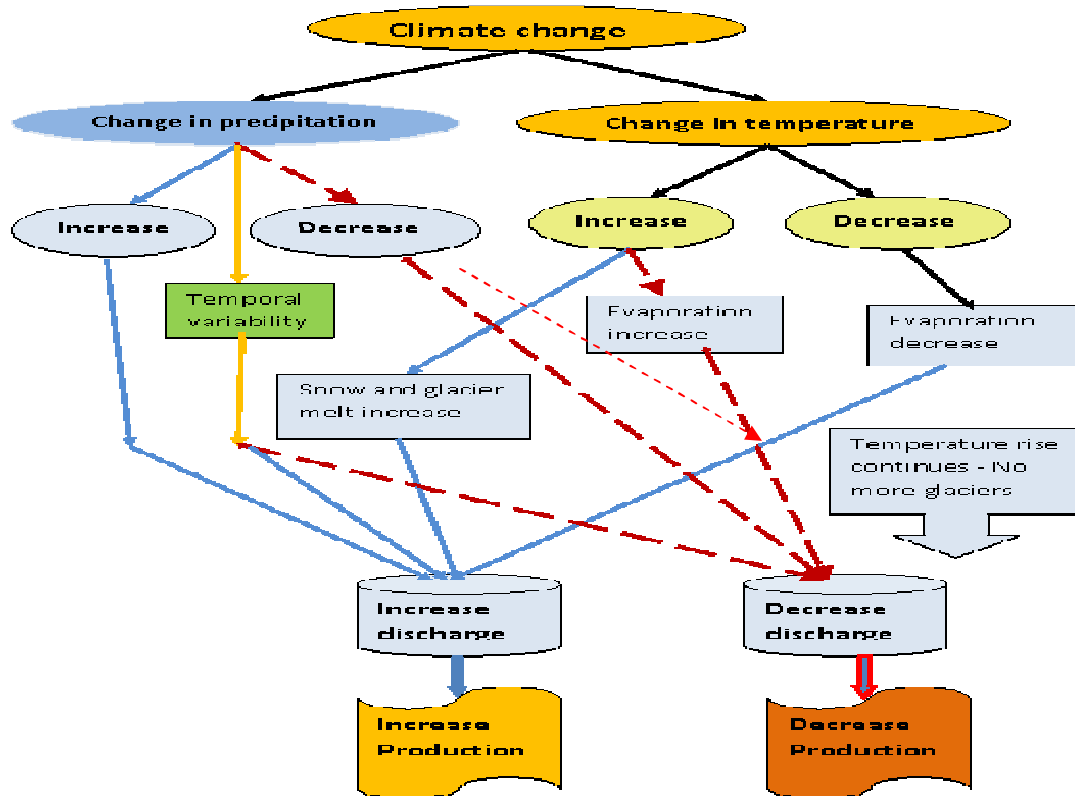 Climate change
Change in precipitation
Change In temperature
Increase
Decrease
Increase
Decrease
Temporal
variability
Evaporation
increase
Evaporation
decrease
Snow and glacier
melt increase
Temperature rise
continues - No
more glaciers
Increase
discharge
Decrease
discharge
Increase
Production
Decrease
Production